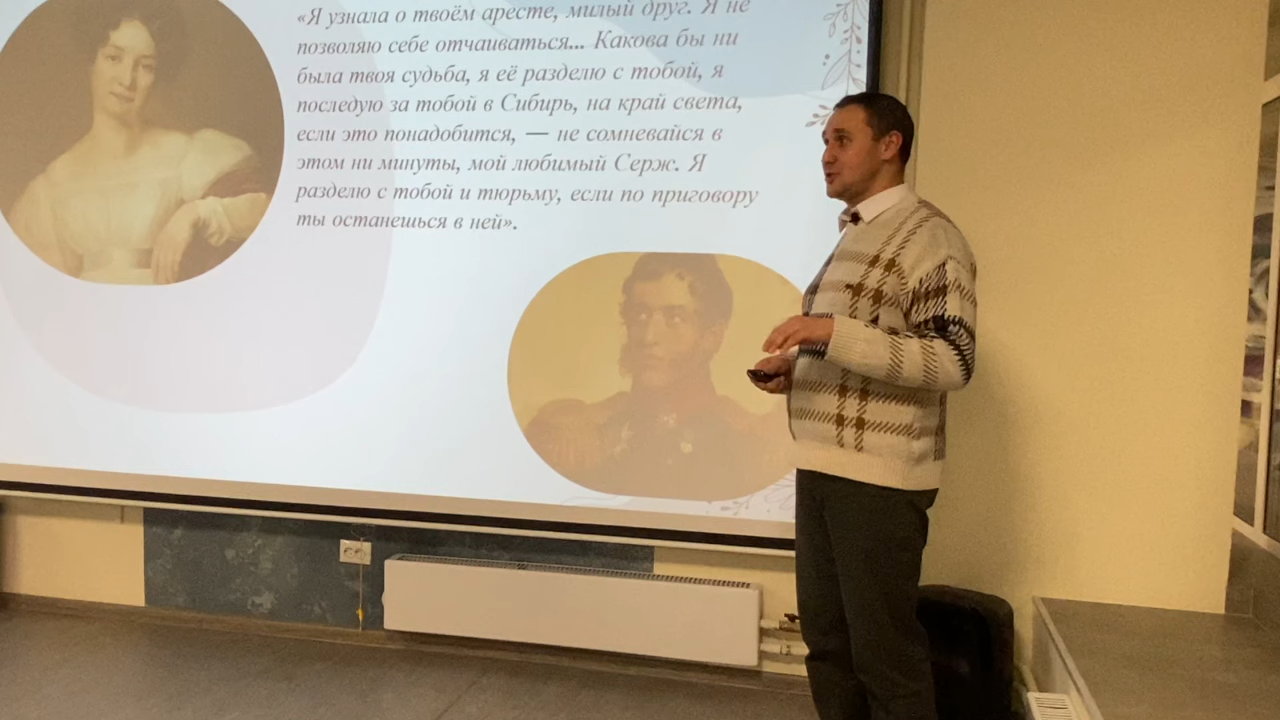 «Я узнала о твоём аресте, милый друг. Я не
позволяю себе отчаиваться... Какова бы ни
была твоя судьба, я её разделю с тобой, я
последую за тобой в Сибирь, на край света,
если это понадобится, — не сомневайся в
этом ни минуты, мой любимый Серж. Я
разделю с тобой и тюрьму, если по приговору
ты останешься в ней».